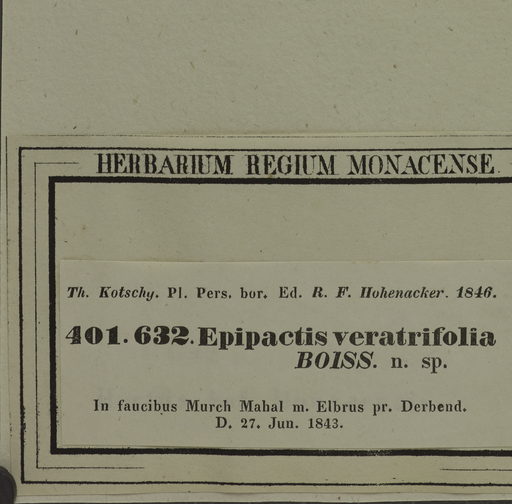 HERBARIUM REGIUM MONACENSE.
Th. Kotschy. Pl. Pers. bor. Ed. R. F. Hohenacker. 1846.
401. 632. Epipactis veratrifolia
BOISS. n. sp.
In faucibus Murch Mahal m. Elbrus pr. Derbend.
D. 27. Jun. 1843.